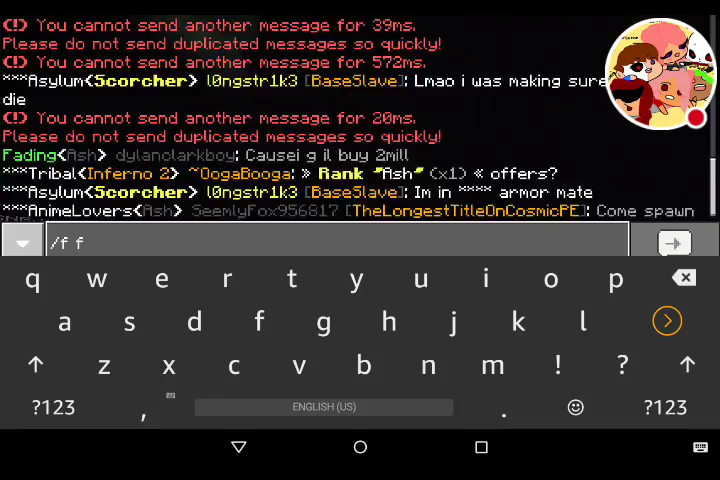 (!) You cannot send another message for 39ms.
Please do not send duplicated messages so quickly!
(!) You cannot send another message for 572ms.
***Asylum<Scorcher> l0ngstr1k3 [BaseSlave]: Lmao i was making sure
die
(!) You cannot send another message for 20ms.
Please do not send duplicated messages so quickly!
Fading<Ash> dylanclarkboy: Causei g il buy 2mill
***Tribal<Inferno 2> ~OogaBooga: » Rank "Ash" (x1) « offers?
***Asylum<Scorcher> l0ngstr1k3 [BaseSlave]: Im in **** armor mate
***AnimeLovers<Ash> SeemlyFox956817 [TheLongestTitleOnCosmicPE]: Come spawn
/f f
q w e r t y u i o p
a s d f g h j k l
z x c v b n m ! ?
?123 , ENGLISH (US) . ?123